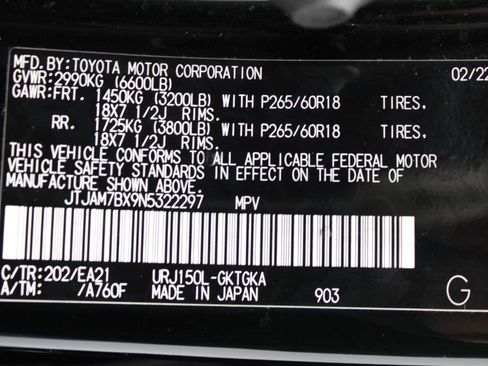 MFD. BY:TOYOTA MOTOR CORPORATION 02/22
GVWR:2990KG (6600LB)
GAWR:FRT. 1450KG (3200LB) WITH P265/60R18 TIRES,
18X7 1/2J RIMS.
RR. 1725KG (3800LB) WITH P265/60R18 TIRES,
18X7 1/2J RIMS.
THIS VEHICLE CONFORMS TO ALL APPLICABLE FEDERAL MOTOR
VEHICLE SAFETY STANDARDS IN EFFECT ON THE DATE OF
MANUFACTURE SHOWN ABOVE.
JTJAM7BX9N5322297 MPV
C/TR:202/EA21 URJ150L-GKTGKA
A/TM: /A760F MADE IN JAPAN 903 G